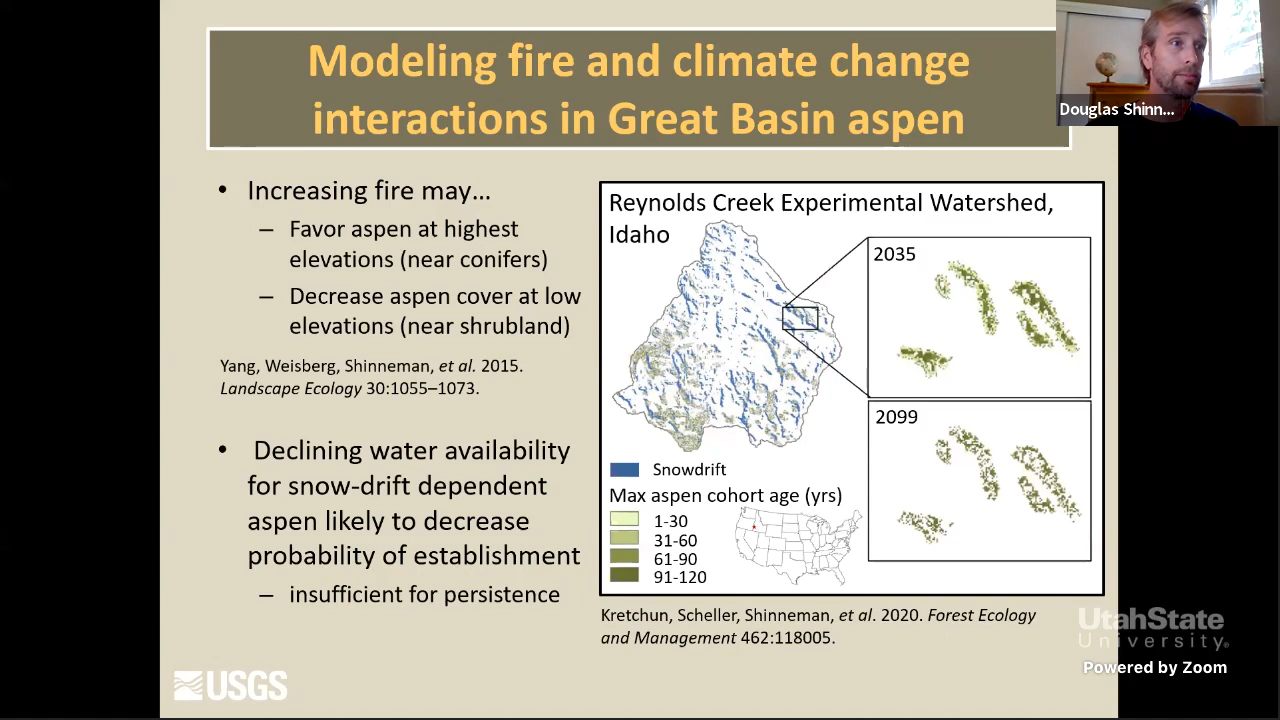 Modeling fire and climate change
interactions in Great Basin aspen
Douglas Shinn...
• Increasing fire may…
– Favor aspen at highest
elevations (near conifers)
– Decrease aspen cover at low
elevations (near shrubland)
Yang, Weisberg, Shinneman, et al. 2015.
Landscape Ecology 30:1055–1073.
• Declining water availability
for snow-drift dependent
aspen likely to decrease
probability of establishment
– insufficient for persistence
Reynolds Creek Experimental Watershed,
Idaho
2035
2099
Snowdrift
Max aspen cohort age (yrs)
1-30
31-60
61-90
91-120
Kretchun, Scheller, Shinneman, et al. 2020. Forest Ecology
and Management 462:118005.
USGS
UtahState
University
Powered by Zoom